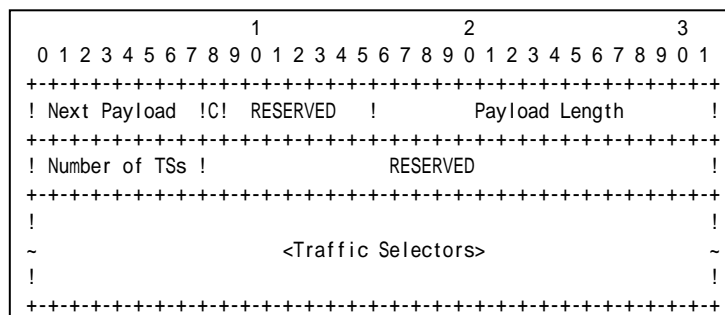 1                   2                   3
 0 1 2 3 4 5 6 7 8 9 0 1 2 3 4 5 6 7 8 9 0 1 2 3 4 5 6 7 8 9 0 1
+-+-+-+-+-+-+-+-+-+-+-+-+-+-+-+-+-+-+-+-+-+-+-+-+-+-+-+-+-+-+-+-+
! Next Payload  !C!  RESERVED   !         Payload Length        !
+-+-+-+-+-+-+-+-+-+-+-+-+-+-+-+-+-+-+-+-+-+-+-+-+-+-+-+-+-+-+-+-+
! Number of TSs !                 RESERVED                      !
+-+-+-+-+-+-+-+-+-+-+-+-+-+-+-+-+-+-+-+-+-+-+-+-+-+-+-+-+-+-+-+-+
!                                                               !
~                       <Traffic Selectors>                     ~
!                                                               !
+-+-+-+-+-+-+-+-+-+-+-+-+-+-+-+-+-+-+-+-+-+-+-+-+-+-+-+-+-+-+-+-+